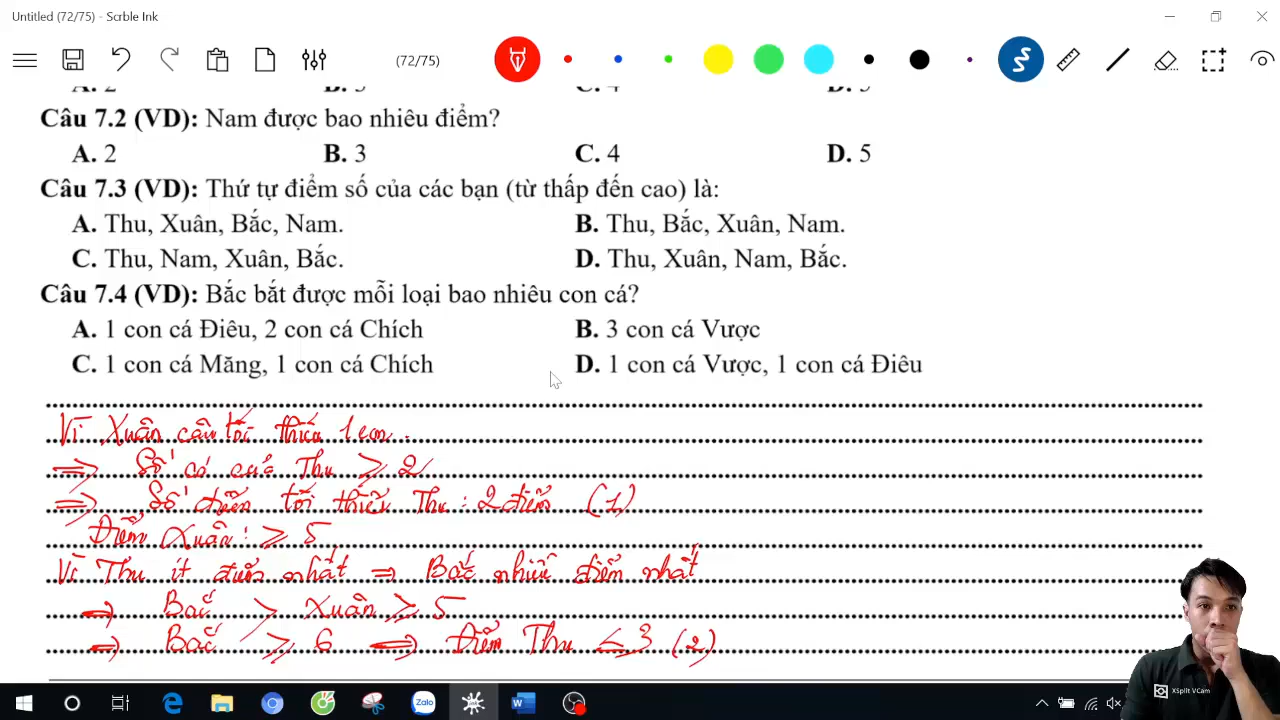 Untitled (72/75) - Scrble Ink
(72/75)
A. 2 B. 3 C. 4 D. 5
Câu 7.2 (VD): Nam được bao nhiêu điểm?
A. 2 B. 3 C. 4 D. 5
Câu 7.3 (VD): Thứ tự điểm số của các bạn (từ thấp đến cao) là:
A. Thu, Xuân, Bắc, Nam. B. Thu, Bắc, Xuân, Nam.
C. Thu, Nam, Xuân, Bắc. D. Thu, Xuân, Nam, Bắc.
Câu 7.4 (VD): Bắc bắt được mỗi loại bao nhiêu con cá?
A. 1 con cá Điêu, 2 con cá Chích B. 3 con cá Vược
C. 1 con cá Măng, 1 con cá Chích D. 1 con cá Vược, 1 con cá Điêu
Vì Xuân câu tối thiểu 1 con.
⇒ Số cá của Thu ≥ 2
⇒ Số điểm tối thiểu Thu: 2 điểm (1)
Điểm Xuân: ≥ 5
Vì Thu ít điểm nhất ⇒ Bắc nhiều điểm nhất
⇒ Bắc > Xuân ≥ 5
⇒ Bắc ≥ 6 ⇒ Điểm Thu ≤ 3 (2)
Zalo
XSplit VCam